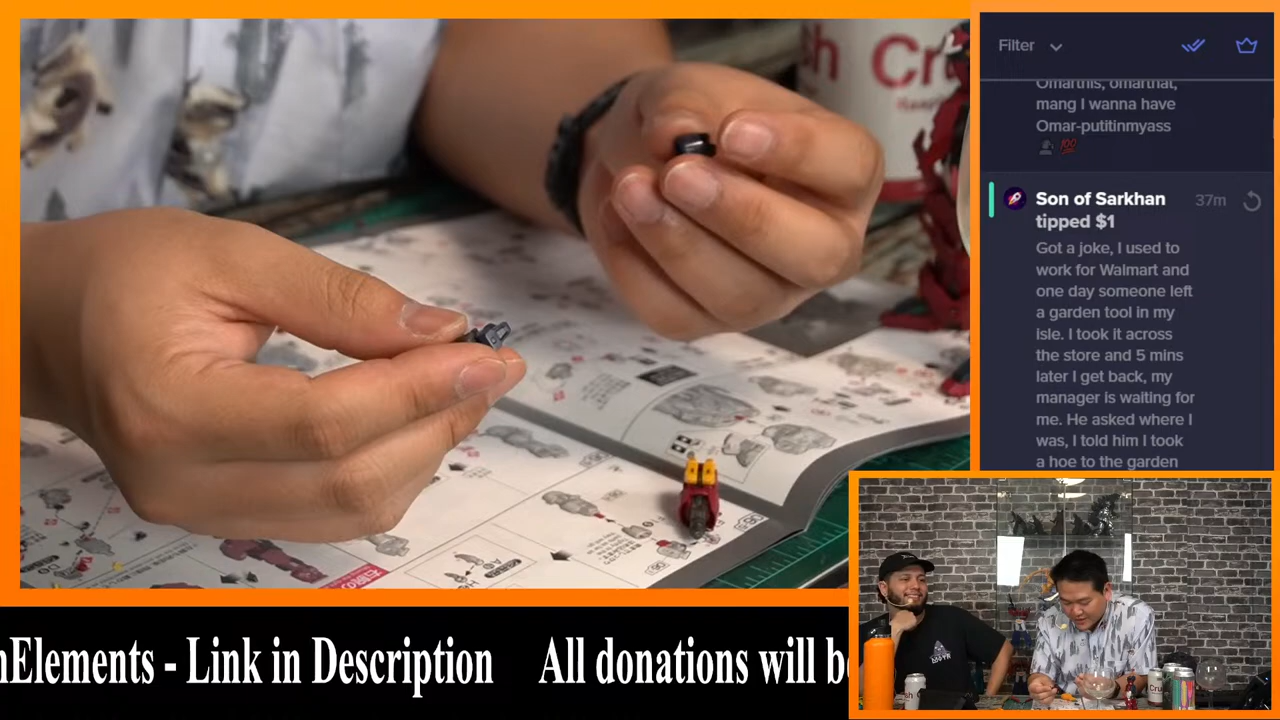 Filter
Omarthis, omarthat,
mang I wanna have
Omar-putitinmyass
💯
Son of Sarkhan
tipped $1
37m
Got a joke, I used to
work for Walmart and
one day someone left
a garden tool in my
isle. I took it across
the store and 5 mins
later I get back, my
manager is waiting for
me. He asked where I
was, I told him I took
a hoe to the garden
nElements - Link in Description All donations will be